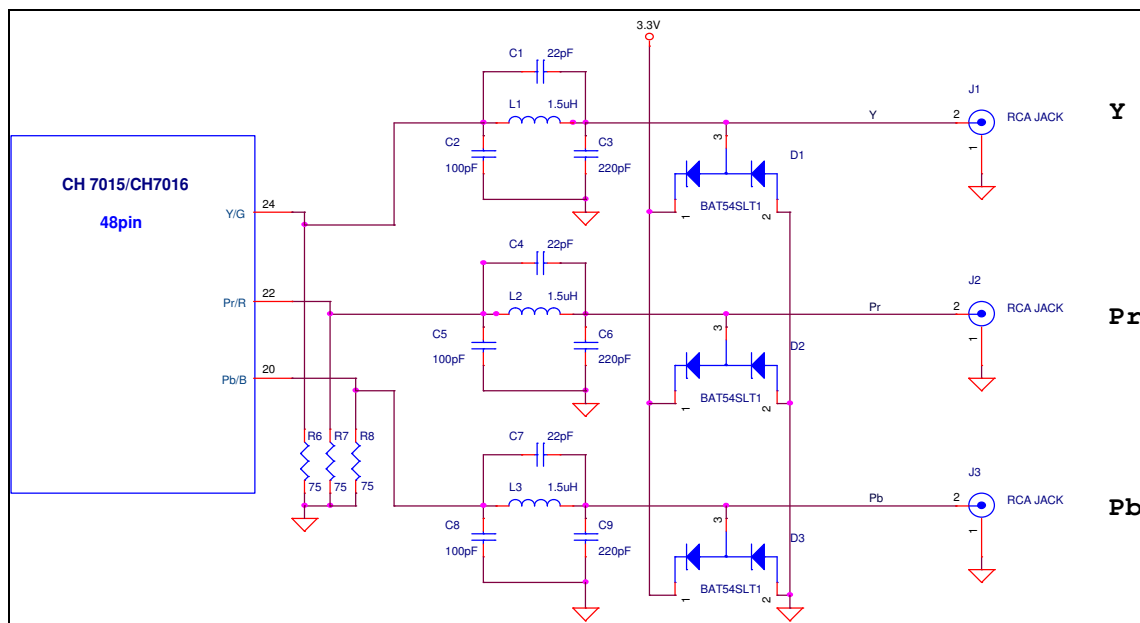 3.3V
C1 22pF
J1
L1 1.5uH
Y
2
RCA JACK
Y
C2
C3
3
1
100pF
220pF
D1
CH 7015/CH7016
48pin
BAT54SLT1
Y/G 24
1
2
C4 22pF
J2
Pr/R 22
L2 1.5uH
Pr
2
RCA JACK
Pr
C5
C6
3
1
100pF
220pF
D2
Pb/B 20
BAT54SLT1
1
2
R6 R7 R8
C7 22pF
J3
75 75 75
L3 1.5uH
Pb
2
RCA JACK
Pb
C8
C9
3
1
100pF
220pF
D3
BAT54SLT1
1
2